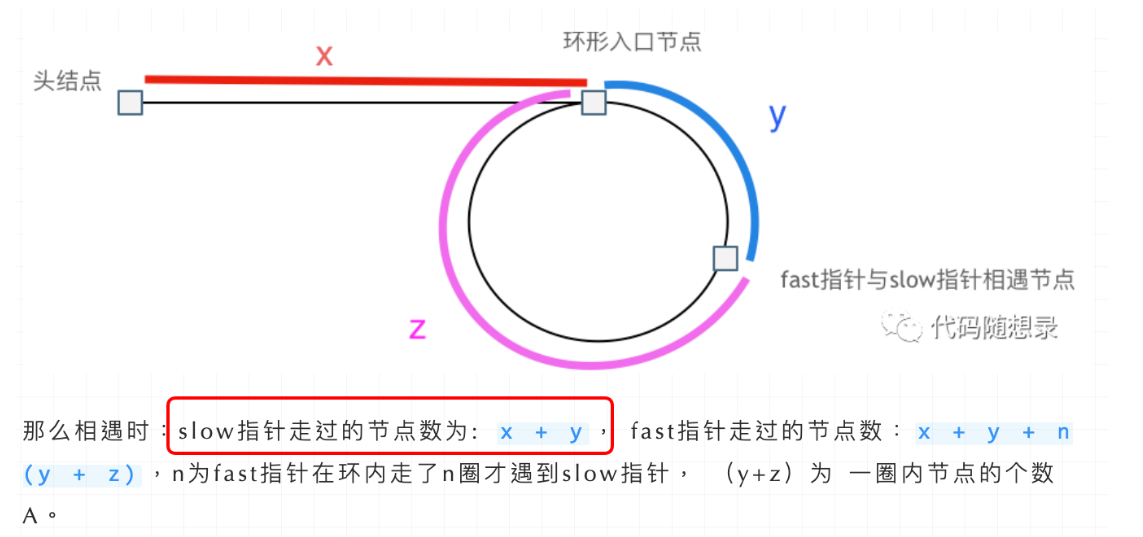 环形入口节点
x
头结点
y
fast指针与slow指针相遇节点
z
代码随想录
那么相遇时：slow指针走过的节点数为: x + y， fast指针走过的节点数：x + y + n
(y + z)，n为fast指针在环内走了n圈才遇到slow指针， （y+z）为 一圈内节点的个数
A。